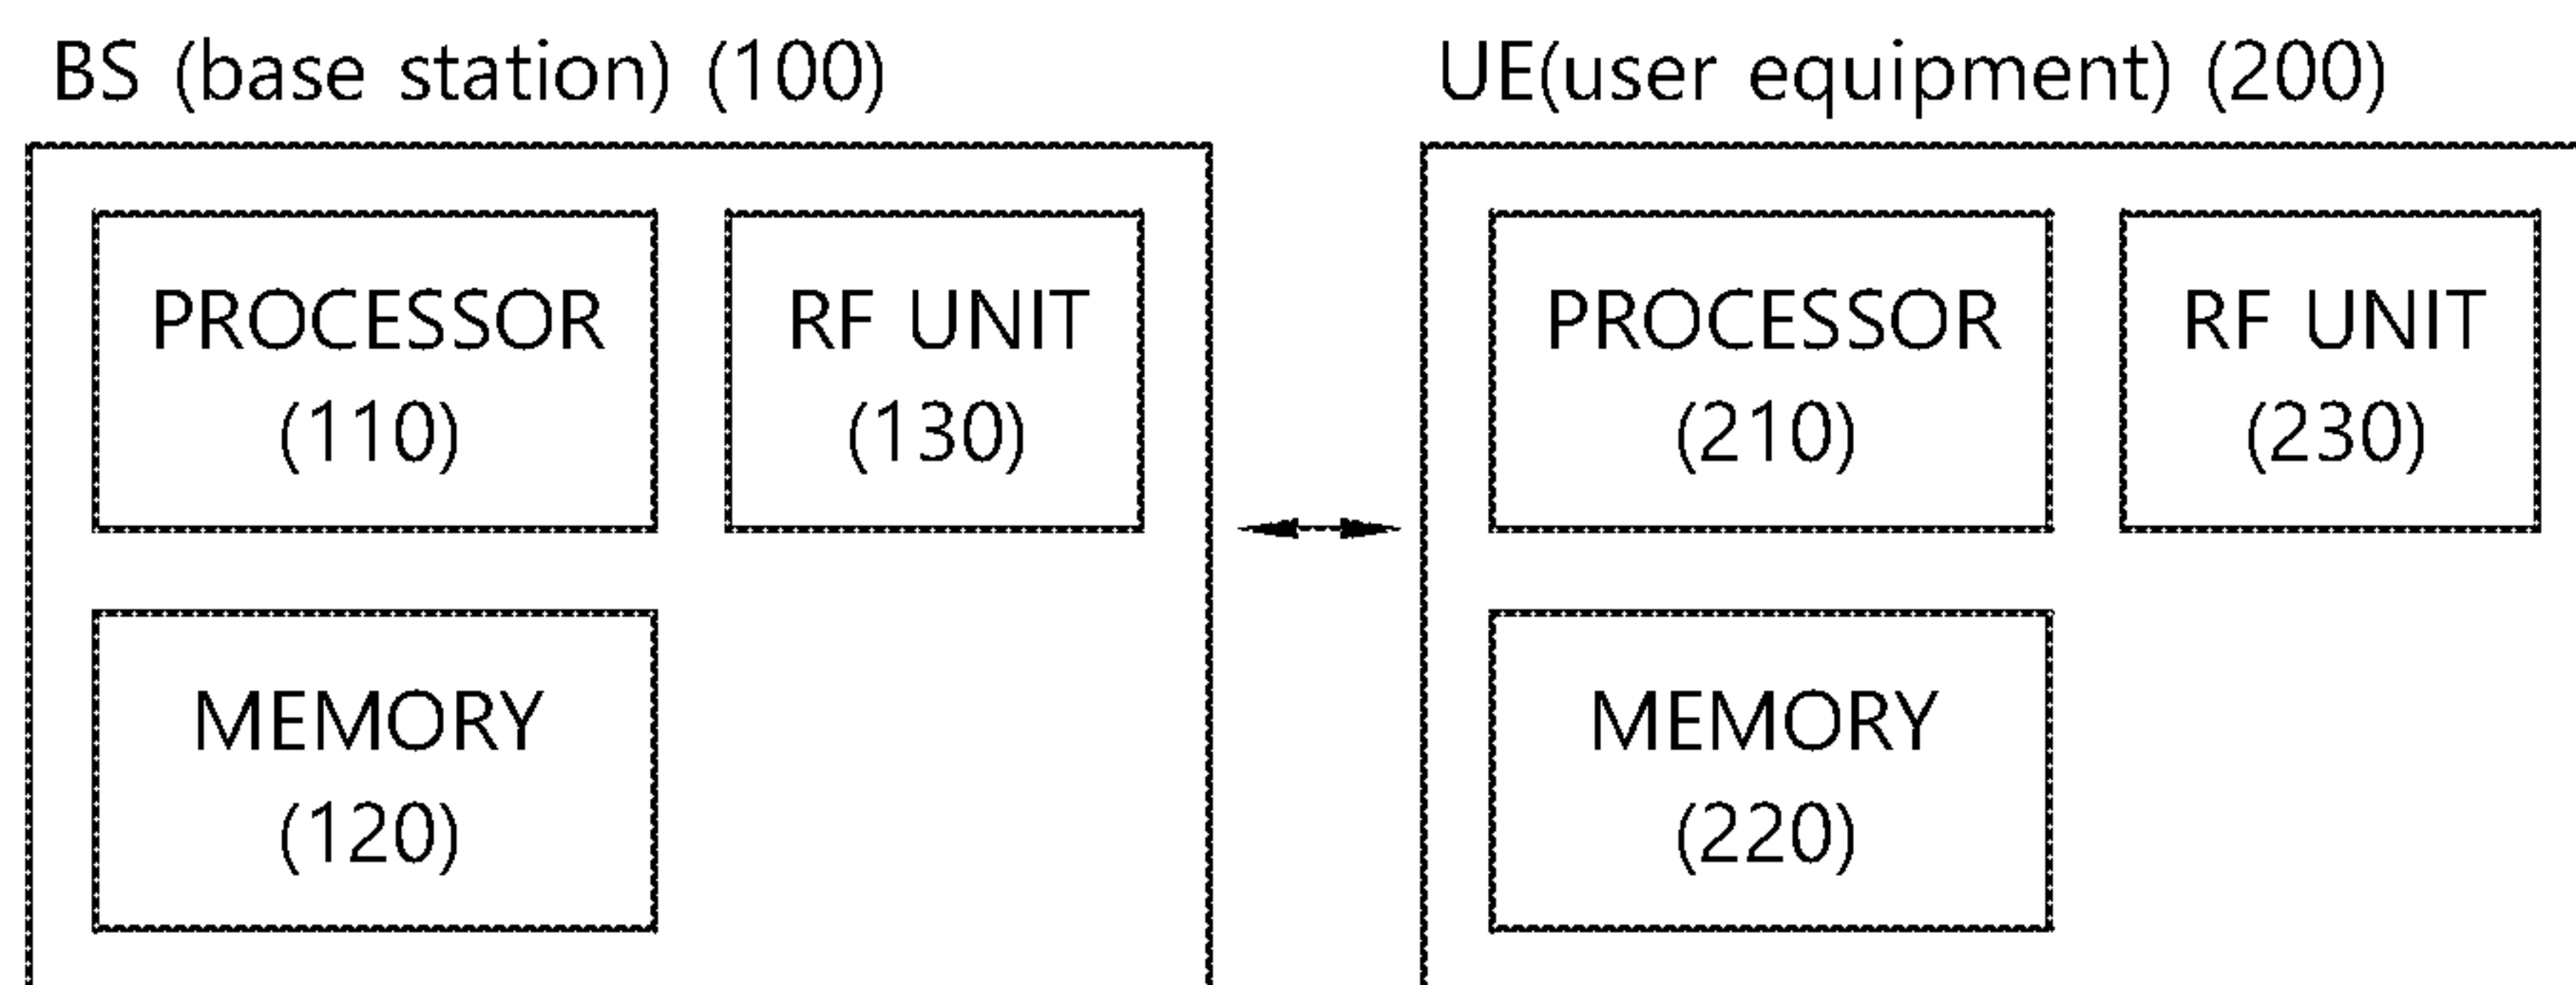 BS (base station) (100)
PROCESSOR
(110)
RF UNIT
(130)
MEMORY
(120)
UE(user equipment) (200)
PROCESSOR
(210)
RF UNIT
(230)
MEMORY
(220)